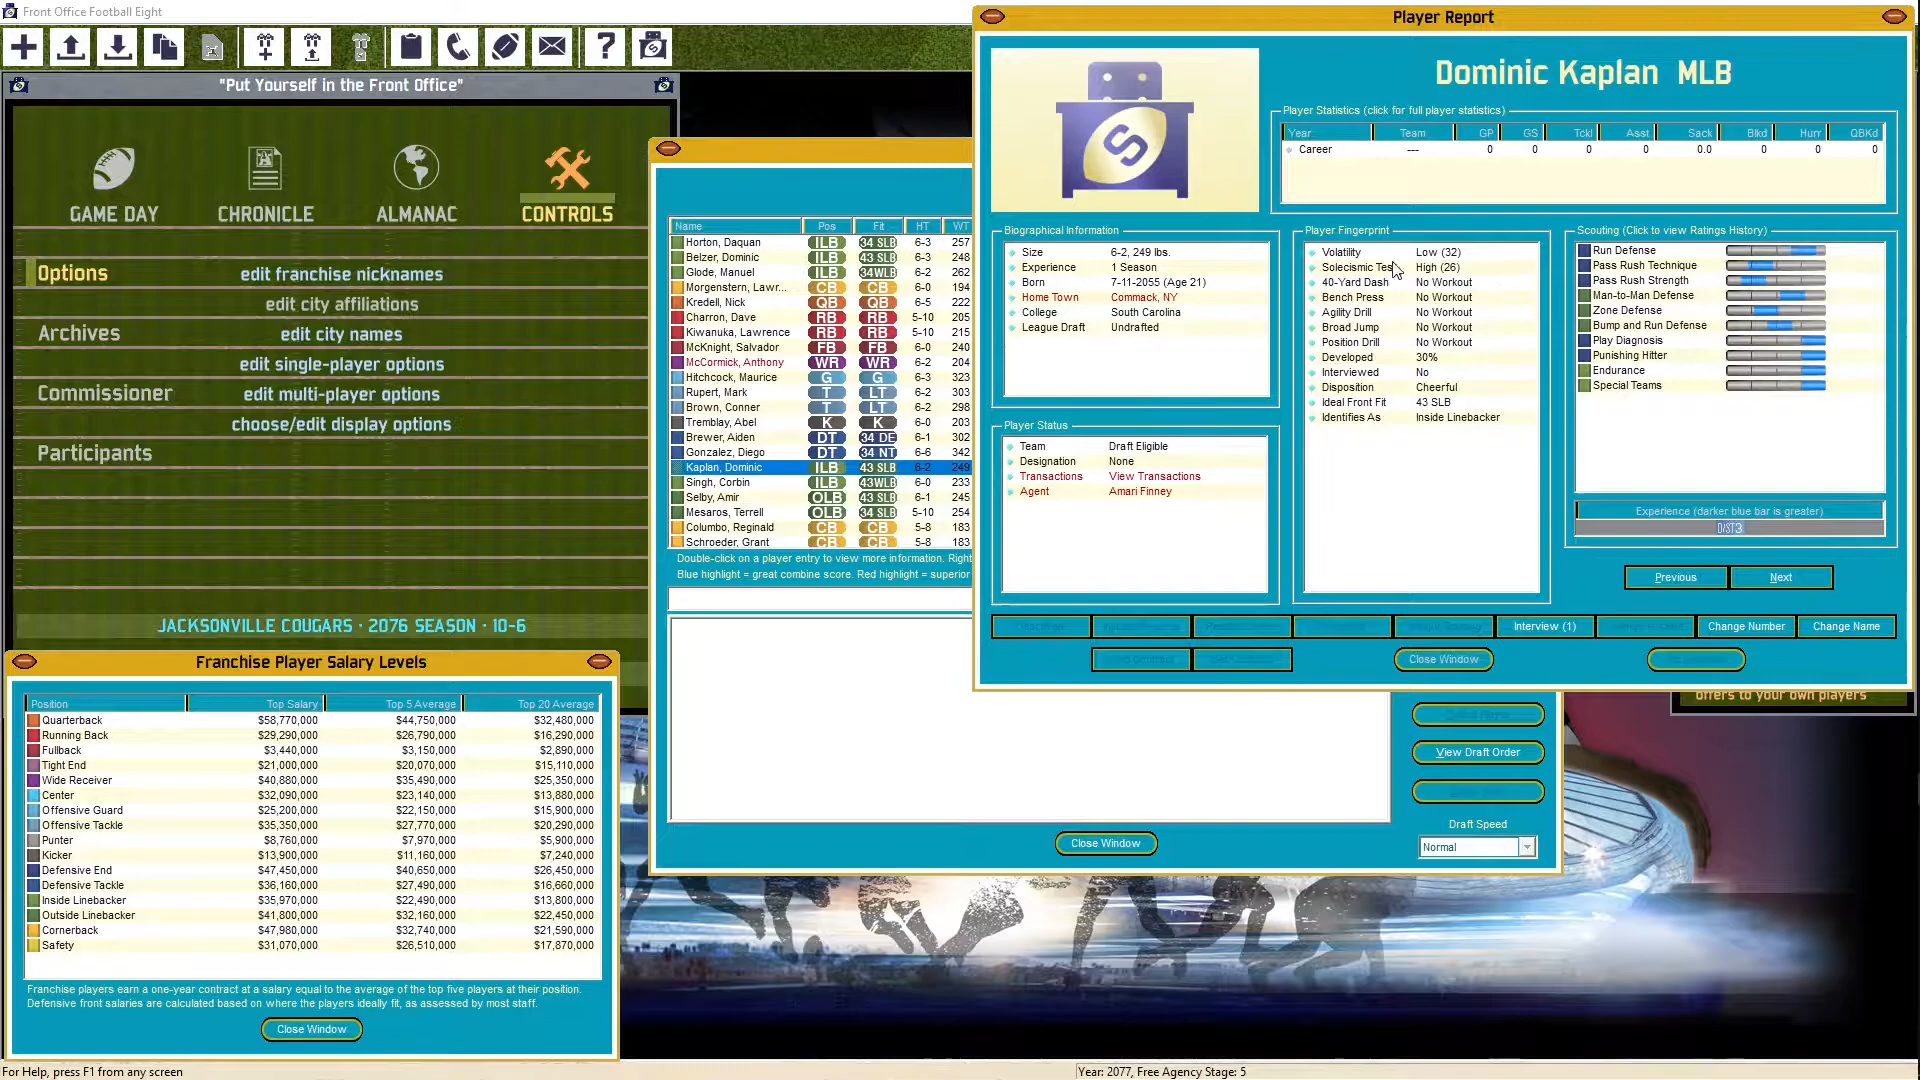 Front Office Football Eight
"Put Yourself in the Front Office"
GAME DAY
CHRONICLE
ALMANAC
CONTROLS
Options
edit franchise nicknames
edit city affiliations
Archives
edit city names
edit single-player options
Commissioner
edit multi-player options
choose/edit display options
Participants
JACKSONVILLE COUGARS · 2076 SEASON · 10-6
Franchise Player Salary Levels
Position Top Salary Top 5 Average Top 20 Average
Quarterback $58,770,000 $44,750,000 $32,480,000
Running Back $29,290,000 $26,790,000 $16,290,000
Fullback $3,440,000 $3,150,000 $2,890,000
Tight End $21,000,000 $20,070,000 $15,110,000
Wide Receiver $40,880,000 $35,490,000 $25,350,000
Center $32,090,000 $23,140,000 $13,880,000
Offensive Guard $25,200,000 $22,150,000 $15,900,000
Offensive Tackle $35,350,000 $27,770,000 $20,290,000
Punter $8,760,000 $7,970,000 $5,900,000
Kicker $13,900,000 $11,160,000 $7,240,000
Defensive End $47,450,000 $40,650,000 $26,450,000
Defensive Tackle $36,160,000 $27,490,000 $16,660,000
Inside Linebacker $35,970,000 $22,490,000 $13,800,000
Outside Linebacker $41,800,000 $32,160,000 $22,450,000
Cornerback $47,980,000 $32,740,000 $21,590,000
Safety $31,070,000 $26,510,000 $17,870,000
Franchise players earn a one-year contract at a salary equal to the average of the top five players at their position.
Defensive front salaries are calculated based on where the players ideally fit, as assessed by most staff.
Close Window
Name Pos Fit HT WT
Horton, Daquan ILB 34 SLB 6-3 257
Belzer, Dominic ILB 43 SLB 6-3 248
Glode, Manuel ILB 34WLB 6-2 262
Morgenstern, Lawr... CB CB 6-0 194
Kredell, Nick QB QB 6-5 222
Charron, Dave RB RB 5-10 205
Kiwanuka, Lawrence RB RB 5-10 215
McKnight, Salvador FB FB 6-0 240
McCormick, Anthony WR WR 6-2 204
Hitchcock, Maurice G G 6-3 323
Rupert, Mark T LT 6-2 303
Brown, Conner T LT 6-2 298
Tremblay, Abel K K 6-0 203
Brewer, Aiden DT 34 DE 6-1 302
Gonzalez, Diego DT 34 NT 6-6 342
Kaplan, Dominic ILB 43 SLB 6-2 249
Singh, Corbin ILB 43WLB 6-0 233
Selby, Amir OLB 43 SLB 6-1 245
Mesaros, Terrell OLB 34 SLB 5-10 254
Columbo, Reginald CB CB 5-8 183
Schroeder, Grant CB CB 5-8 183
Double-click on a player entry to view more information. Right
Blue highlight = great combine score. Red highlight = superior
Close Window
View Draft Order
Draft Speed
Normal
offers to your own players
Player Report
Dominic Kaplan MLB
Player Statistics (click for full player statistics)
Year Team GP GS Tckl Asst Sack Blkd Hurr QBKd
Career --- 0 0 0 0 0.0 0 0 0
Biographical Information
Size 6-2, 249 lbs.
Experience 1 Season
Born 7-11-2055 (Age 21)
Home Town Commack, NY
College South Carolina
League Draft Undrafted
Player Status
Team Draft Eligible
Designation None
Transactions View Transactions
Agent Amari Finney
Player Fingerprint
Volatility Low (32)
Solecismic Test High (26)
40-Yard Dash No Workout
Bench Press No Workout
Agility Drill No Workout
Broad Jump No Workout
Position Drill No Workout
Developed 30%
Interviewed No
Disposition Cheerful
Ideal Front Fit 43 SLB
Identifies As Inside Linebacker
Scouting (Click to view Ratings History)
Run Defense
Pass Rush Technique
Pass Rush Strength
Man-to-Man Defense
Zone Defense
Bump and Run Defense
Play Diagnosis
Punishing Hitter
Endurance
Special Teams
Experience (darker blue bar is greater)
Previous Next
Interview (1) Change Number Change Name
Close Window
For Help, press F1 from any screen
Year: 2077, Free Agency Stage: 5